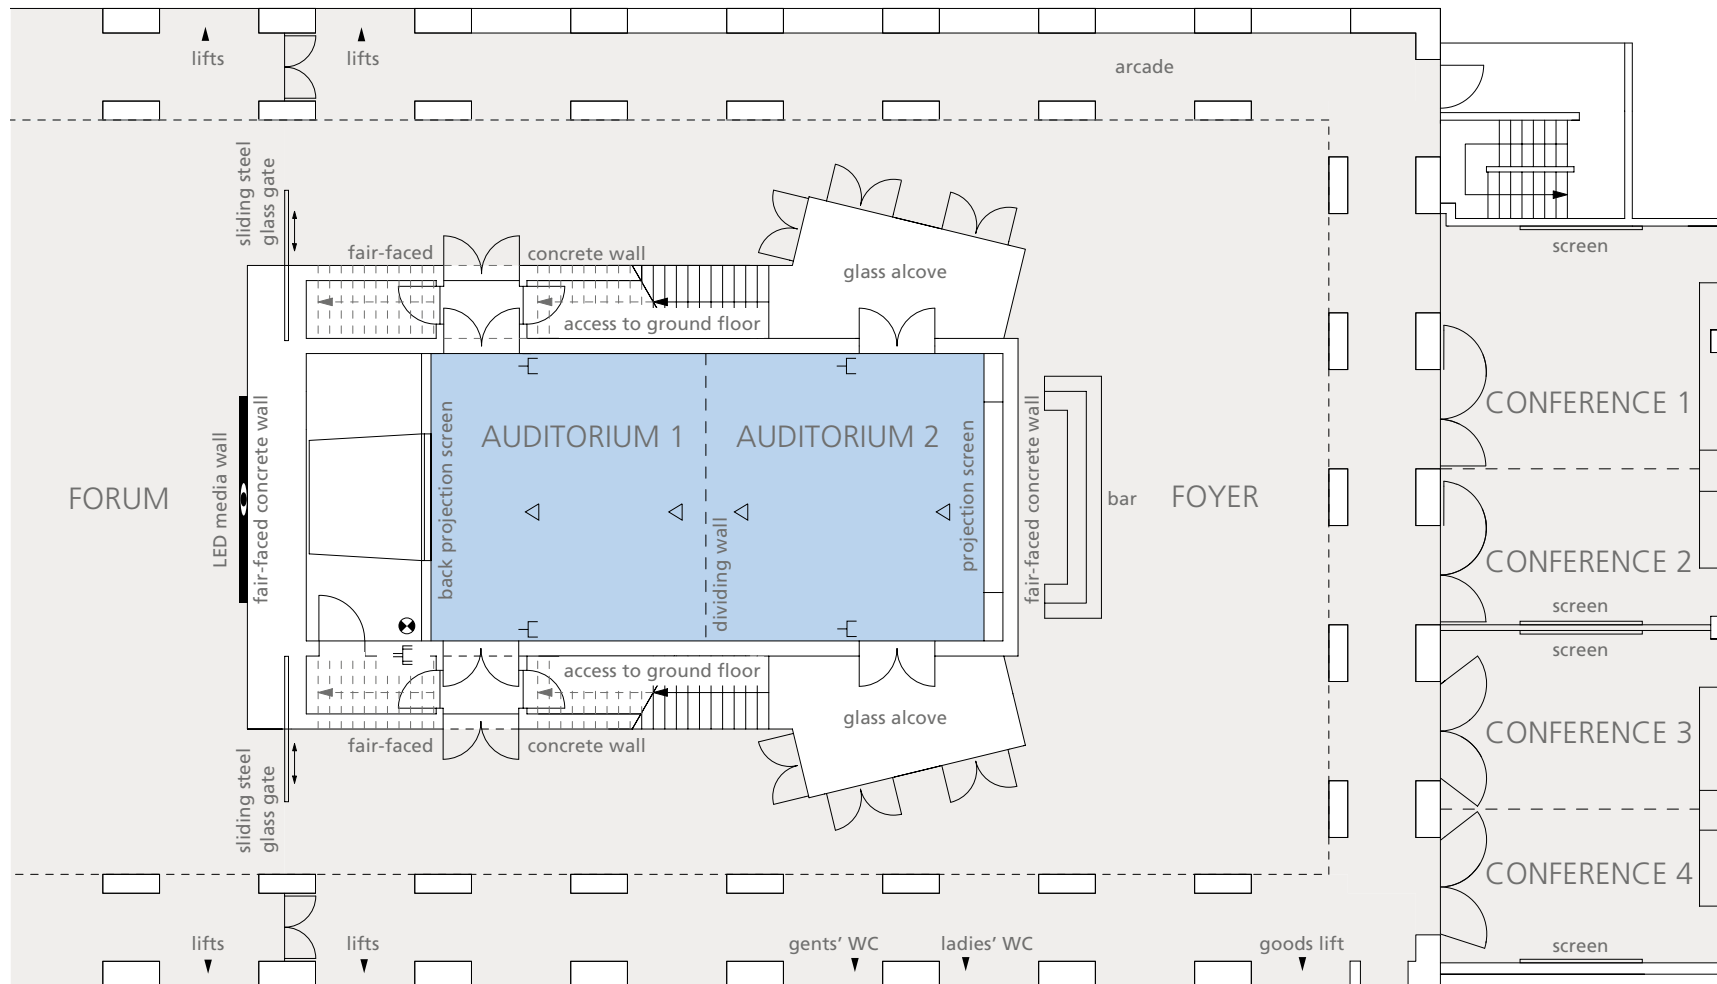 lifts
lifts
arcade
sliding steel
glass gate
fair-faced
concrete wall
glass alcove
screen
access to ground floor
AUDITORIUM 1
AUDITORIUM 2
CONFERENCE 1
FORUM
LED media wall
fair-faced concrete wall
back projection screen
dividing wall
projection screen
fair-faced concrete wall
bar
FOYER
CONFERENCE 2
screen
screen
access to ground floor
glass alcove
fair-faced
concrete wall
CONFERENCE 3
sliding steel
glass gate
CONFERENCE 4
lifts
lifts
gents' WC
ladies' WC
goods lift
screen